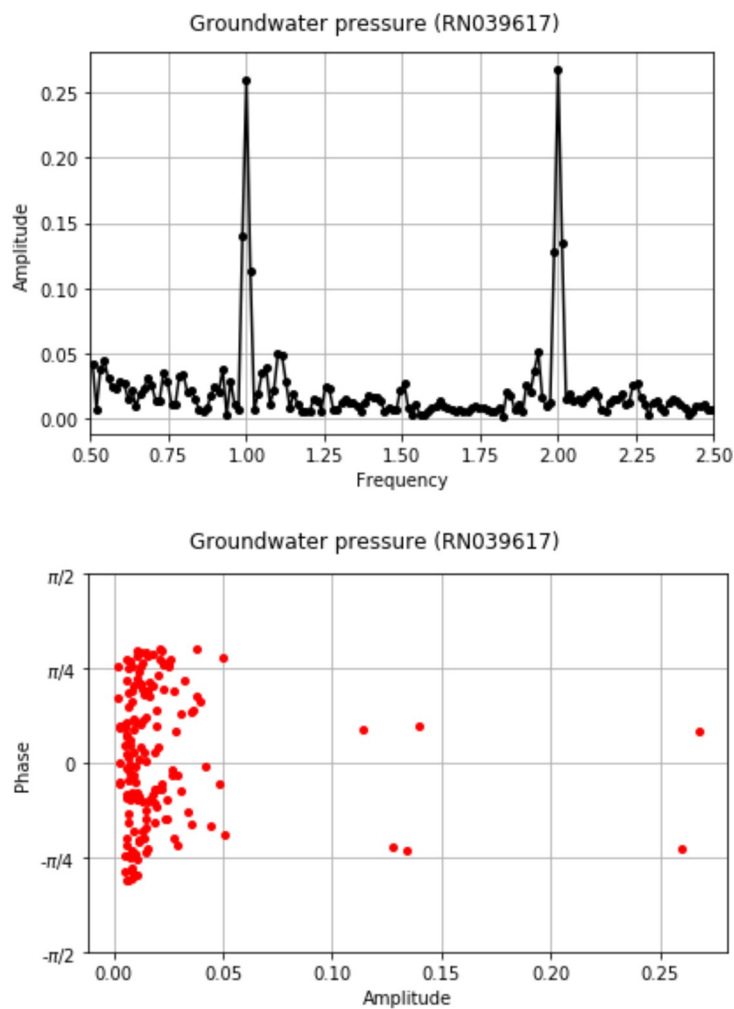 Groundwater pressure (RN039617)
0.25
0.20
0.15
0.10
0.05
0.00
Amplitude
0.50 0.75 1.00 1.25 1.50 1.75 2.00 2.25 2.50
Frequency
Groundwater pressure (RN039617)
π/2
π/4
0
-π/4
-π/2
Phase
0.00 0.05 0.10 0.15 0.20 0.25
Amplitude